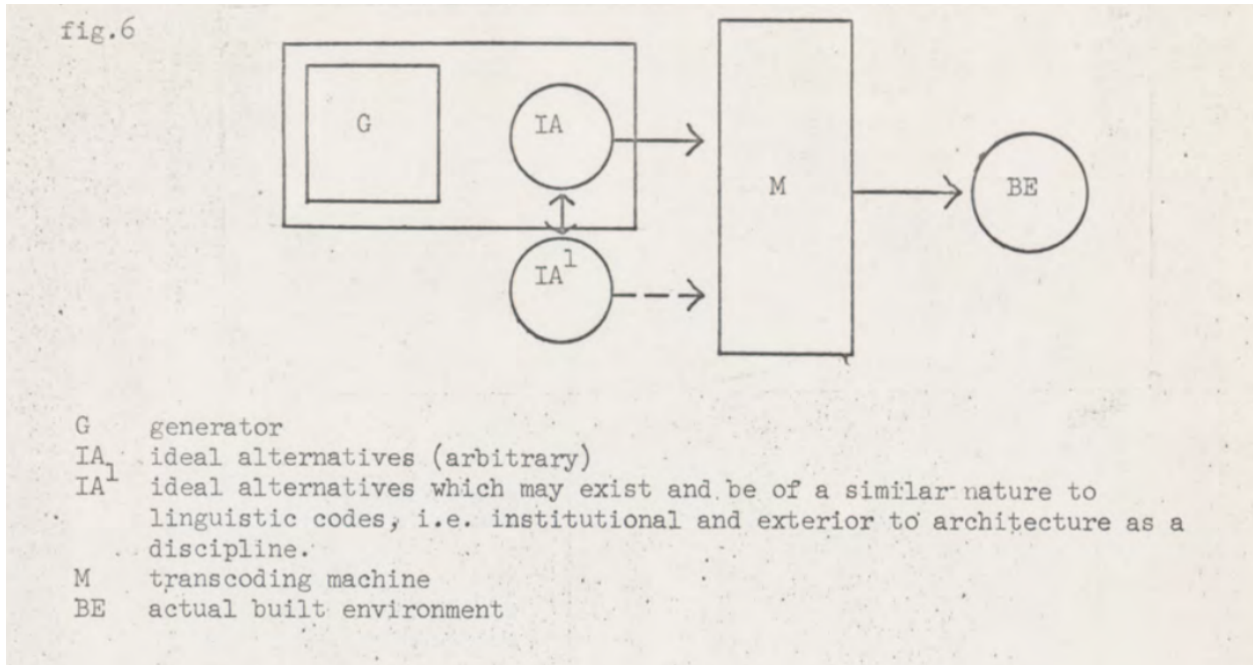 fig.6
G
IA
M
BE
IA¹
G generator
IA ideal alternatives (arbitrary)
IA¹ ideal alternatives which may exist and be of a similar nature to
linguistic codes, i.e. institutional and exterior to architecture as a
discipline.
M transcoding machine
BE actual built environment